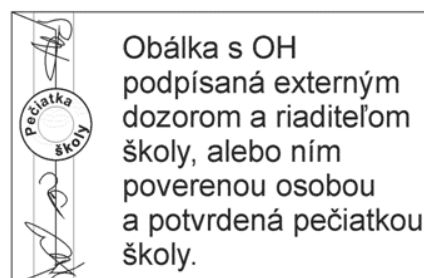 Pečiatka
školy
Obálka s OH
podpísaná externým
dozorom a riaditeľom
školy, alebo ním
poverenou osobou
a potvrdená pečiatkou
školy.